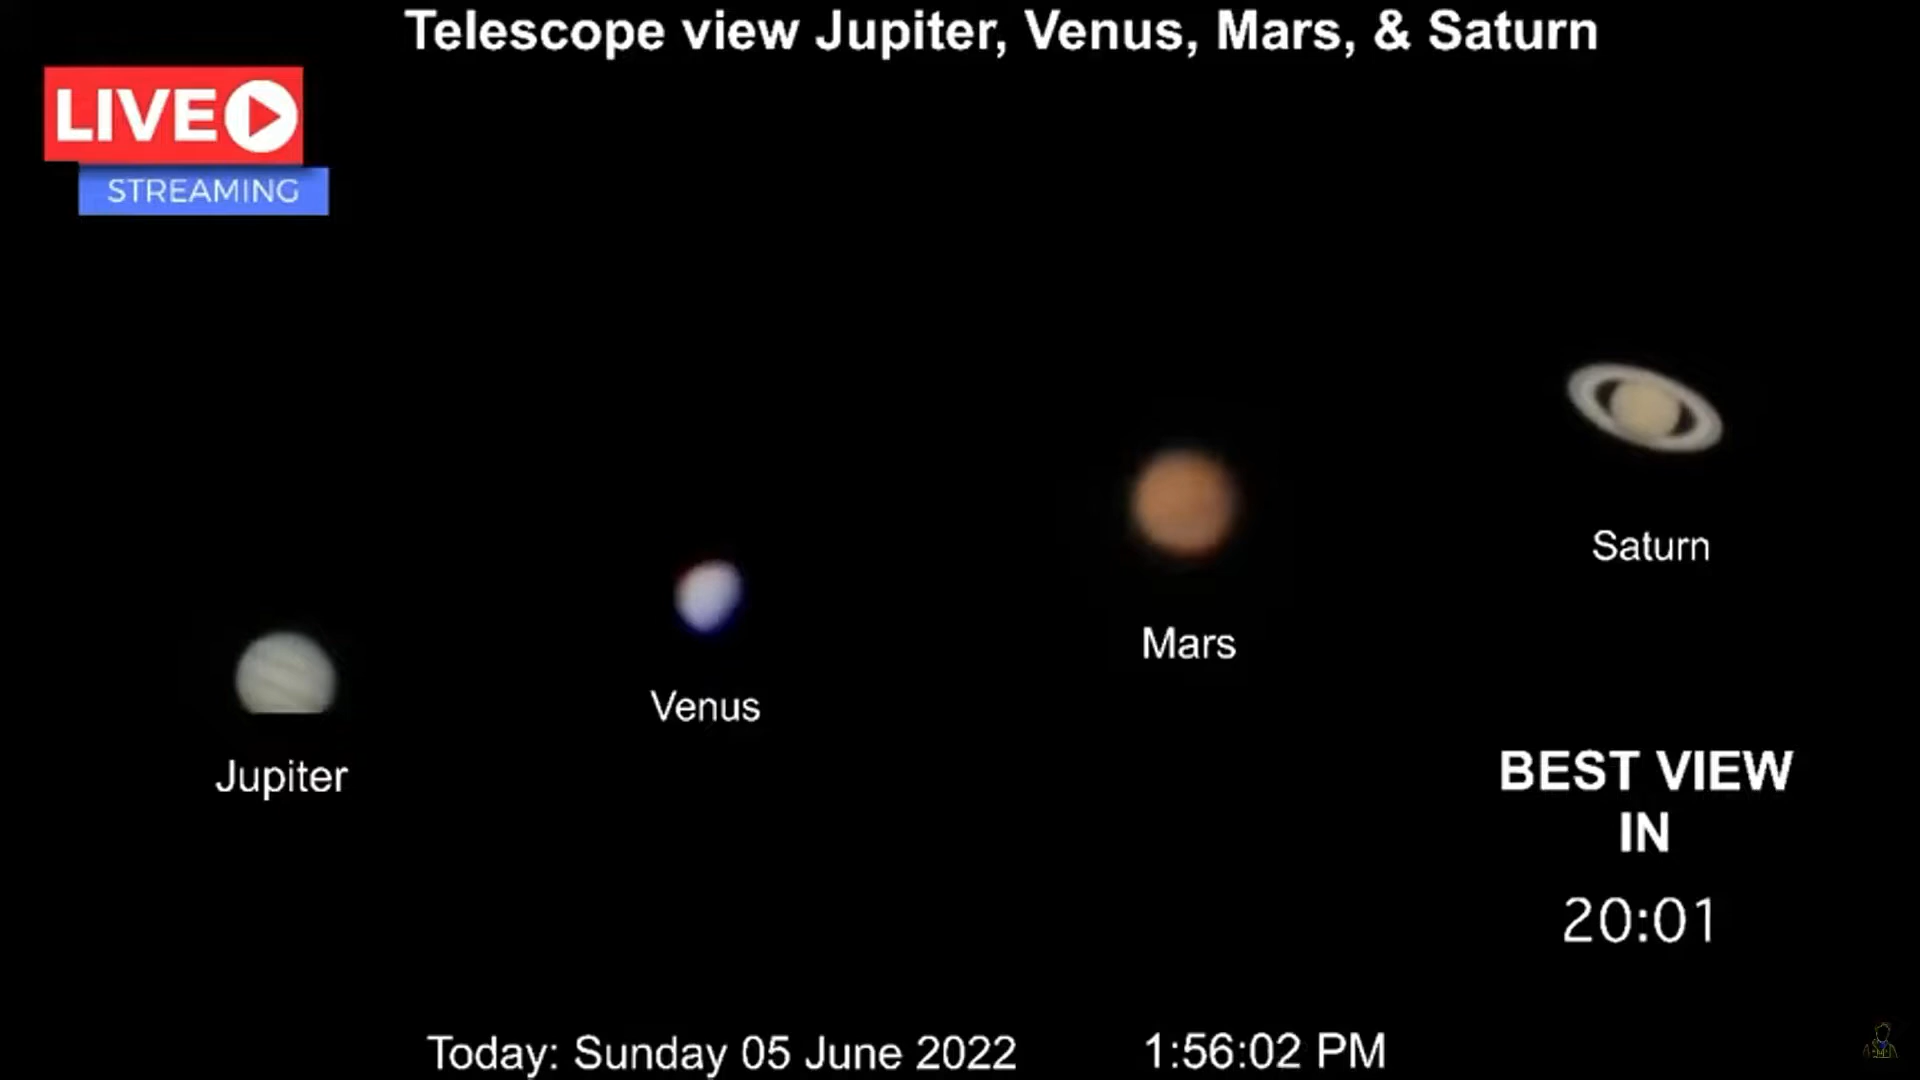 Telescope view Jupiter, Venus, Mars, & Saturn
LIVE
STREAMING
Saturn
Mars
Venus
Jupiter
BEST VIEW
IN
20:01
Today: Sunday 05 June 2022
1:56:02 PM